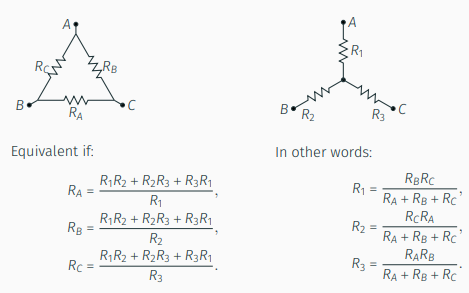 A
R_C R_B
B R_A C
A
R_1
B R_2 R_3 C
Equivalent if:
R_A = (R_1R_2 + R_2R_3 + R_3R_1) / R_1,
R_B = (R_1R_2 + R_2R_3 + R_3R_1) / R_2,
R_C = (R_1R_2 + R_2R_3 + R_3R_1) / R_3.
In other words:
R_1 = R_BR_C / (R_A + R_B + R_C),
R_2 = R_CR_A / (R_A + R_B + R_C),
R_3 = R_AR_B / (R_A + R_B + R_C).